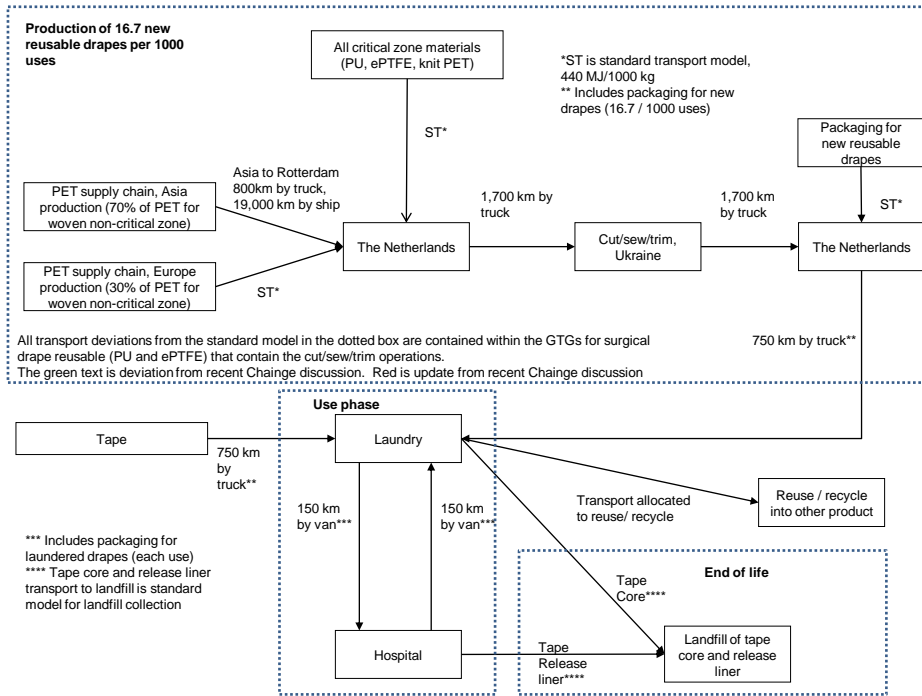 Production of 16.7 new
reusable drapes per 1000
uses
All critical zone materials
(PU, ePTFE, knit PET)
*ST is standard transport model,
440 MJ/1000 kg
** Includes packaging for new
drapes (16.7 / 1000 uses)
Packaging for
new reusable
drapes
ST*
ST*
Asia to Rotterdam
800km by truck,
19,000 km by ship
PET supply chain, Asia
production (70% of PET for
woven non-critical zone)
1,700 km by
truck
1,700 km
by truck
The Netherlands
Cut/sew/trim,
Ukraine
The Netherlands
PET supply chain, Europe
production (30% of PET for
woven non-critical zone)
ST*
All transport deviations from the standard model in the dotted box are contained within the GTGs for surgical
drape reusable (PU and ePTFE) that contain the cut/sew/trim operations.
The green text is deviation from recent Chainge discussion.  Red is update from recent Chainge discussion
750 km by truck**
Use phase
Tape
Laundry
750 km
by
truck**
150 km
by van***
150 km
by van***
Transport allocated
to reuse/ recycle
Reuse / recycle
into other product
*** Includes packaging for
laundered drapes (each use)
**** Tape core and release liner
transport to landfill is standard
model for landfill collection
End of life
Tape
Core****
Hospital
Tape
Release
liner****
Landfill of tape
core and release
liner